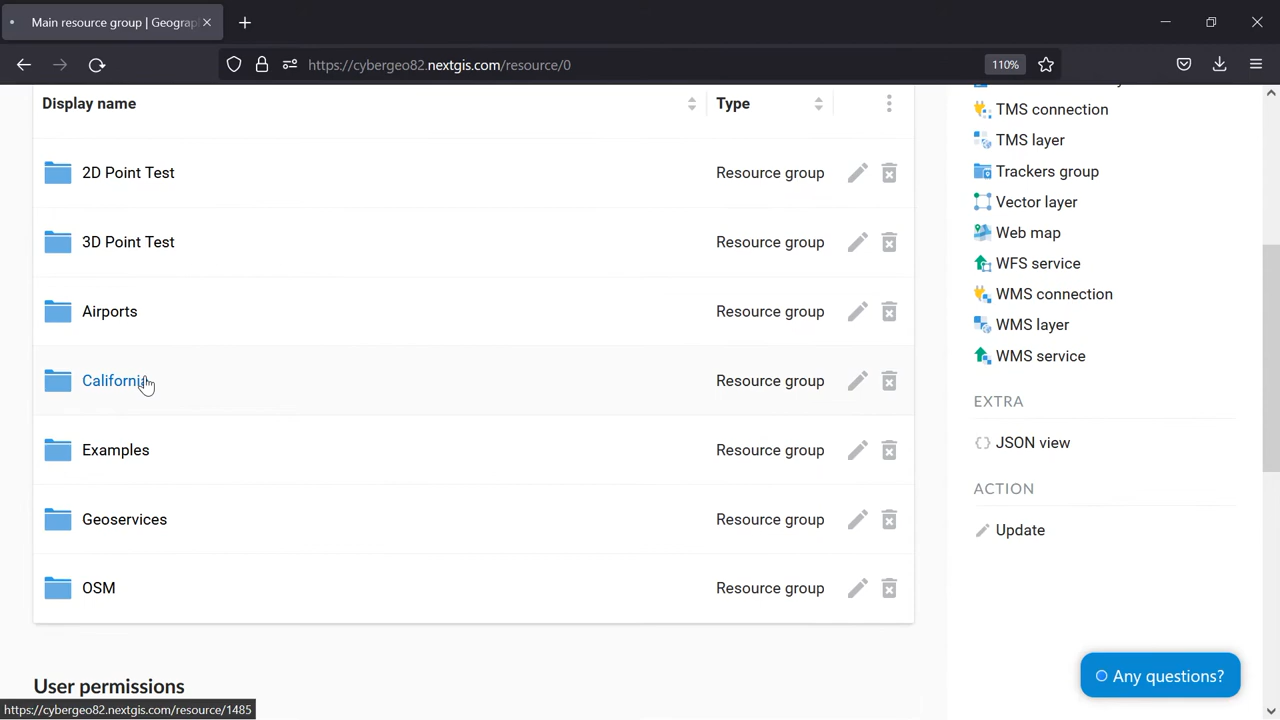 Main resource group | Geograp
https://cybergeo82.nextgis.com/resource/0
110%
Display name
Type
2D Point Test
Resource group
3D Point Test
Resource group
Airports
Resource group
California
Resource group
Examples
Resource group
Geoservices
Resource group
OSM
Resource group
User permissions
TMS connection
TMS layer
Trackers group
Vector layer
Web map
WFS service
WMS connection
WMS layer
WMS service
EXTRA
JSON view
ACTION
Update
Any questions?
https://cybergeo82.nextgis.com/resource/1485